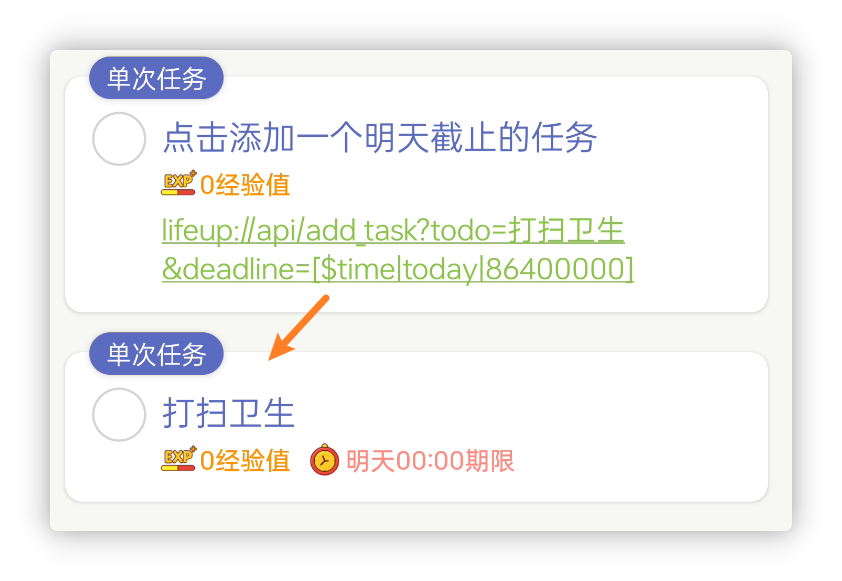 单次任务
点击添加一个明天截止的任务
EXP+ 0经验值
lifeup://api/add_task?todo=打扫卫生
&deadline=[$time|today|86400000]
单次任务
打扫卫生
EXP+ 0经验值 明天00:00期限